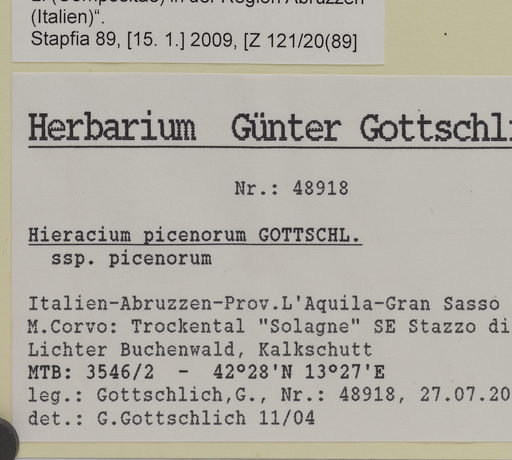 (Italien)“.
Stapfia 89, [15. 1.] 2009, [Z 121/20(89]
Herbarium Günter Gottschli
Nr.: 48918
Hieracium picenorum GOTTSCHL.
ssp. picenorum
Italien-Abruzzen-Prov.L'Aquila-Gran Sasso
M.Corvo: Trockental "Solagne" SE Stazzo di
Lichter Buchenwald, Kalkschutt
MTB: 3546/2 - 42°28'N 13°27'E
leg.: Gottschlich,G., Nr.: 48918, 27.07.20
det.: G.Gottschlich 11/04